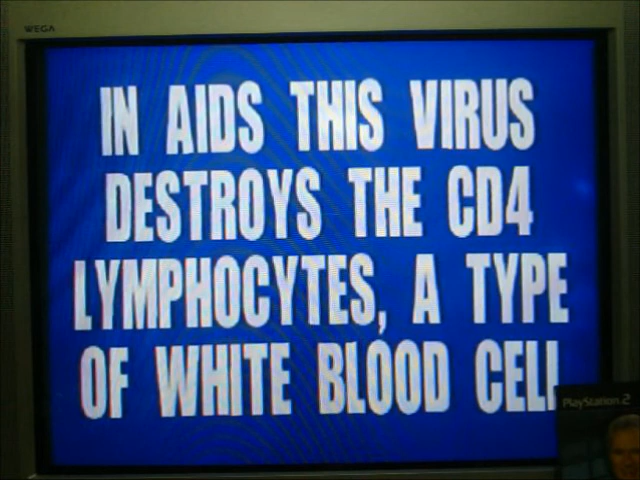 WEGA
IN AIDS THIS VIRUS
DESTROYS THE CD4
LYMPHOCYTES, A TYPE
OF WHITE BLOOD CELL
PlayStation.2